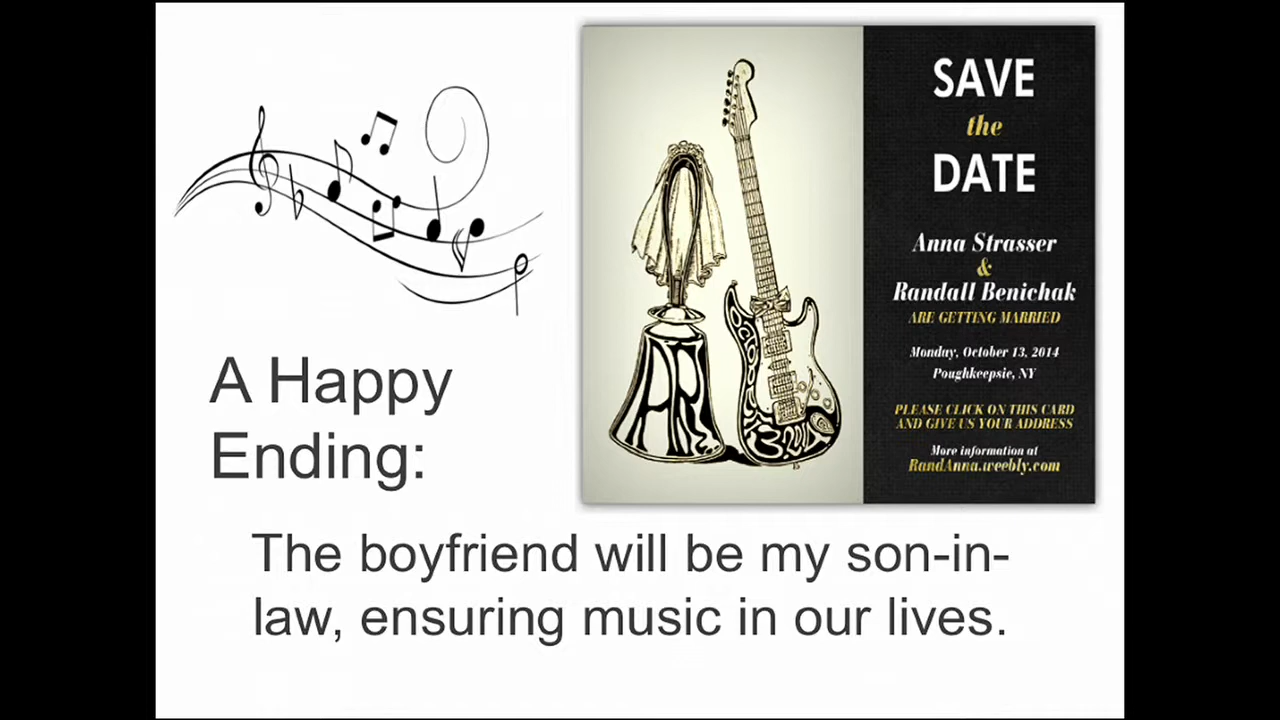 A Happy
Ending:
SAVE
the
DATE
Anna Strasser
&
Randall Benichak
ARE GETTING MARRIED
Monday, October 13, 2014
Poughkeepsie, NY
PLEASE CLICK ON THIS CARD
AND GIVE US YOUR ADDRESS
More information at
RandAnna.weebly.com
The boyfriend will be my son-in-
law, ensuring music in our lives.